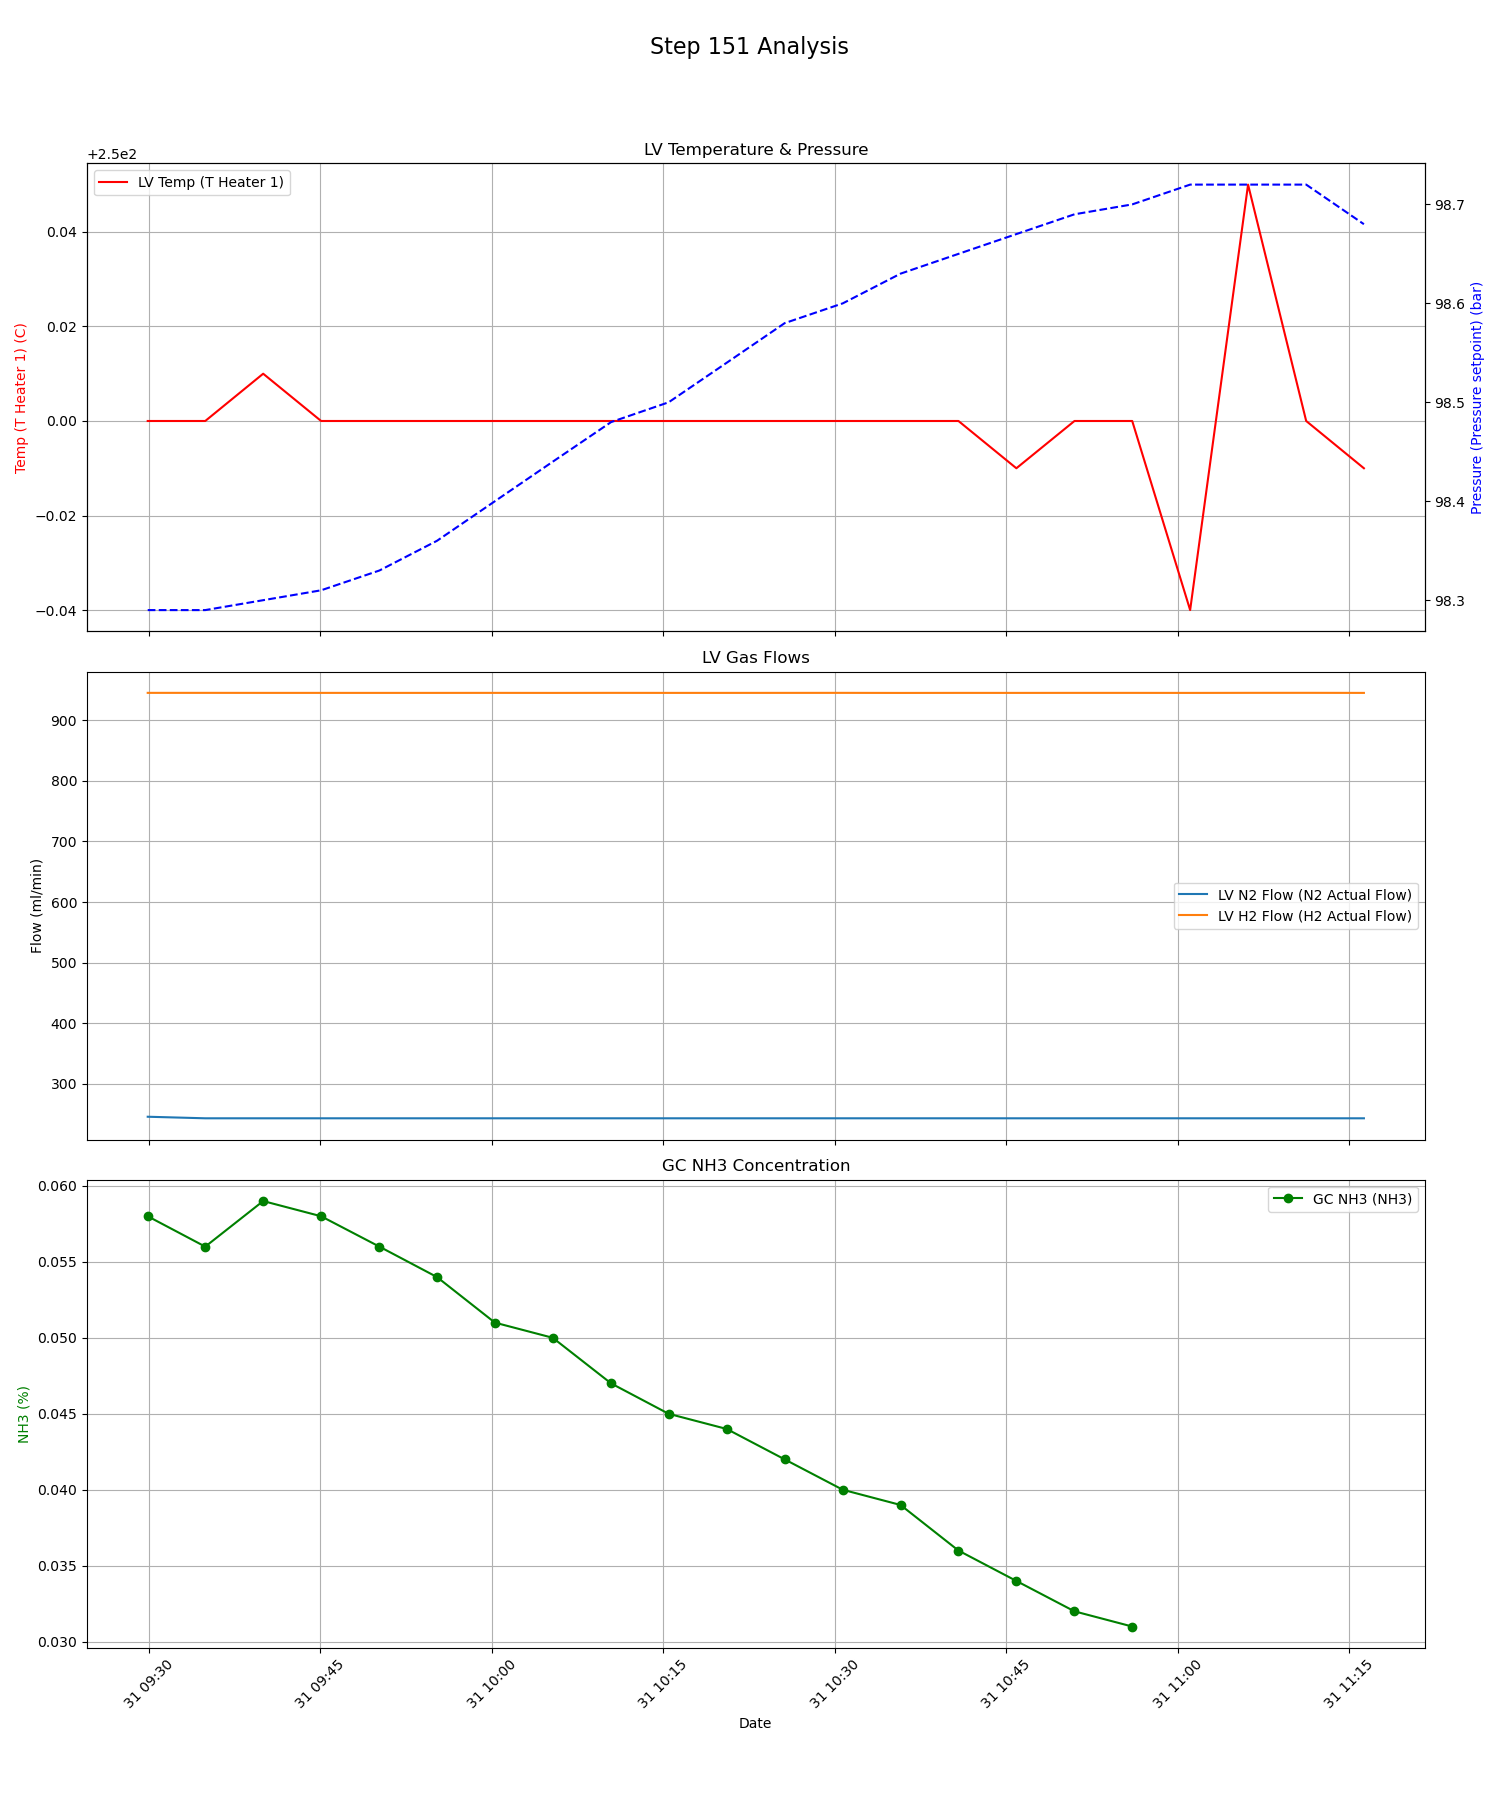 Step 151 Analysis
LV Temperature & Pressure
+2.5e2
LV Temp (T Heater 1)
0.04
0.02
0.00
−0.02
−0.04
Temp (T Heater 1) (C)
98.7
98.6
98.5
98.4
98.3
Pressure (Pressure setpoint) (bar)
LV Gas Flows
900
800
700
600
500
400
300
Flow (ml/min)
LV N2 Flow (N2 Actual Flow)
LV H2 Flow (H2 Actual Flow)
GC NH3 Concentration
0.060
0.055
0.050
0.045
0.040
0.035
0.030
NH3 (%)
GC NH3 (NH3)
31 09:30
31 09:45
31 10:00
31 10:15
31 10:30
31 10:45
31 11:00
31 11:15
Date